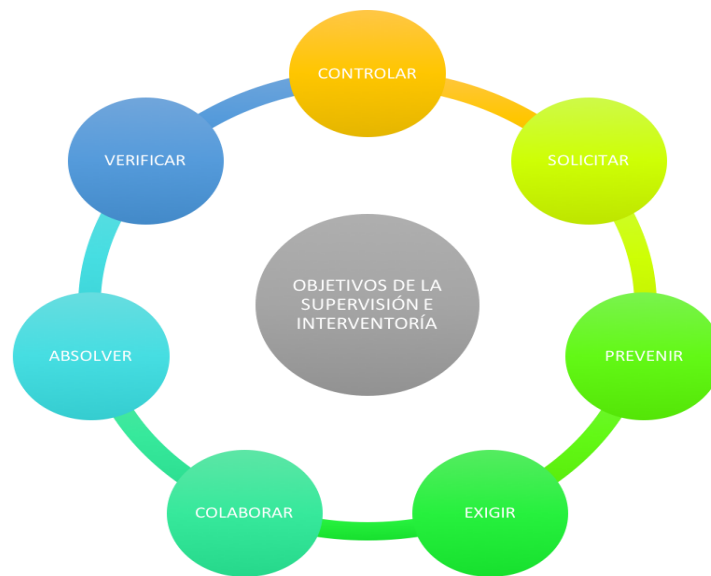 CONTROLAR
SOLICITAR
PREVENIR
EXIGIR
COLABORAR
ABSOLVER
VERIFICAR
OBJETIVOS DE LA
SUPERVISIÓN E
INTERVENTORÍA